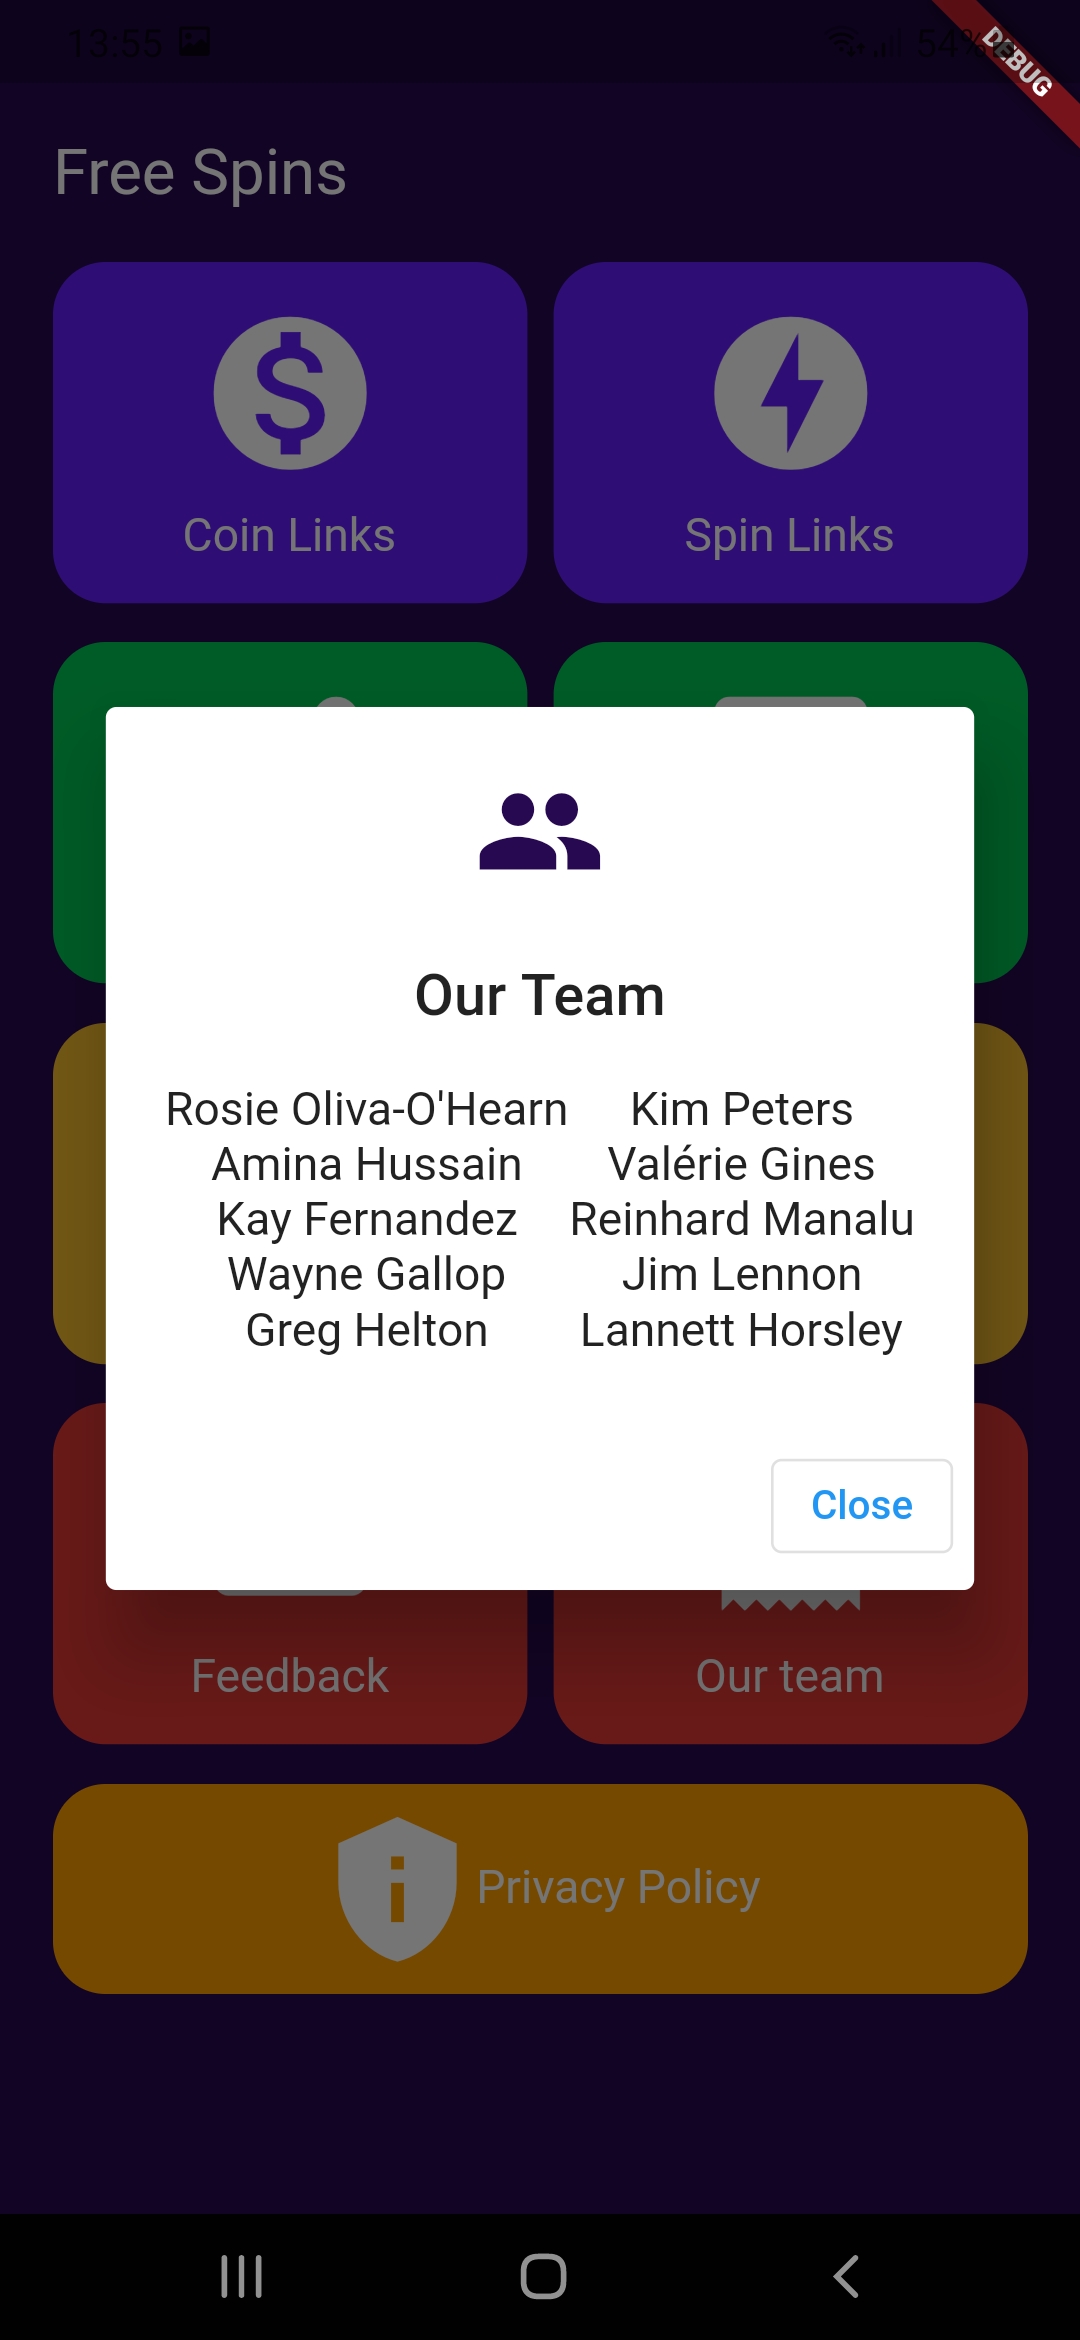 13:55
54%
DEBUG
Free Spins
Coin Links
Spin Links
Our Team
Rosie Oliva-O'Hearn
Amina Hussain
Kay Fernandez
Wayne Gallop
Greg Helton
Kim Peters
Valérie Gines
Reinhard Manalu
Jim Lennon
Lannett Horsley
Close
Feedback
Our team
Privacy Policy